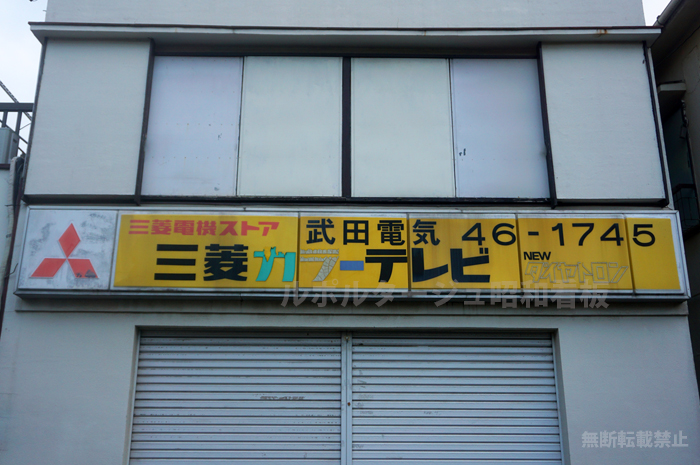 三菱電機ストア 武田電気 46-1745
三菱カラーテレビ NEW ダイヤトロン
ルポルタージュ昭和看板
無断転載禁止